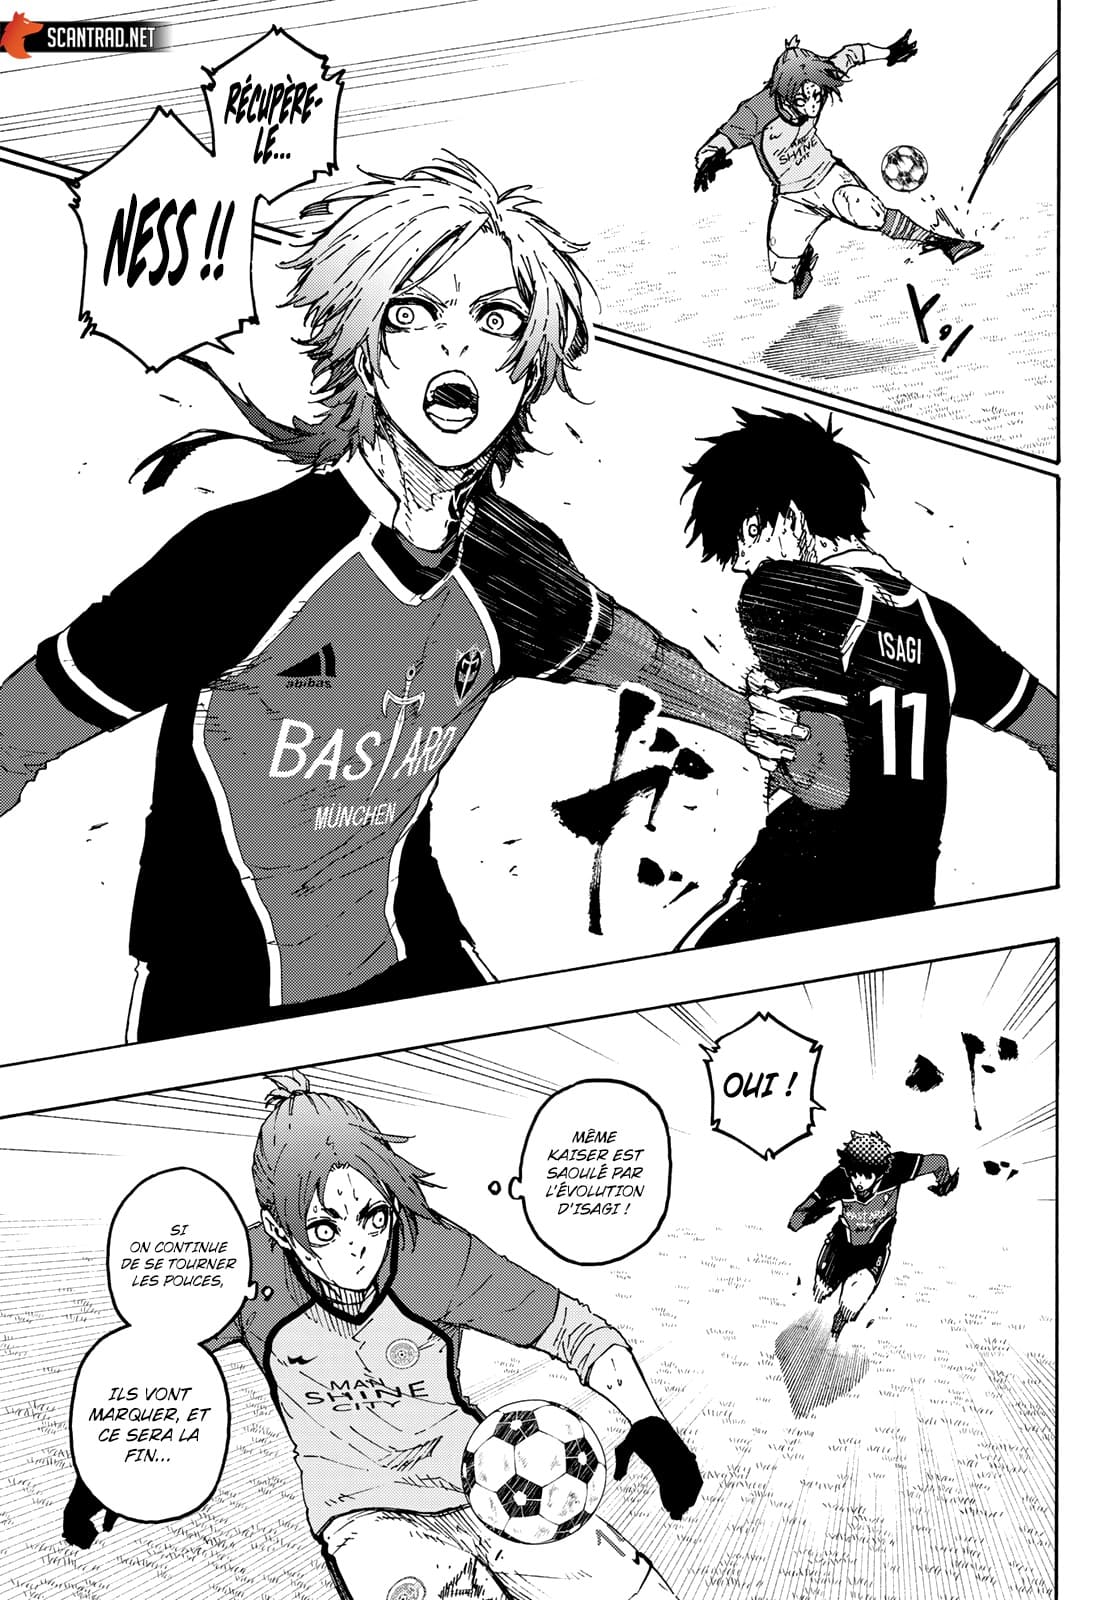 SCANTRAD.NET
RÉCUPÈRE-
LE...
NESS !!
MAN
SHINE
CITY
ISAGI
11
abibas
BASTARD
MÜNCHEN
ド
OUI !
ド
MÊME
KAISER EST
SAOULÉ PAR
L'ÉVOLUTION
D'ISAGI !
BASTARD
SI
ON CONTINUE
DE SE TOURNER
LES POUCES,
MAN
SHINE
CITY
ILS VONT
MARQUER, ET
CE SERA LA
FIN...